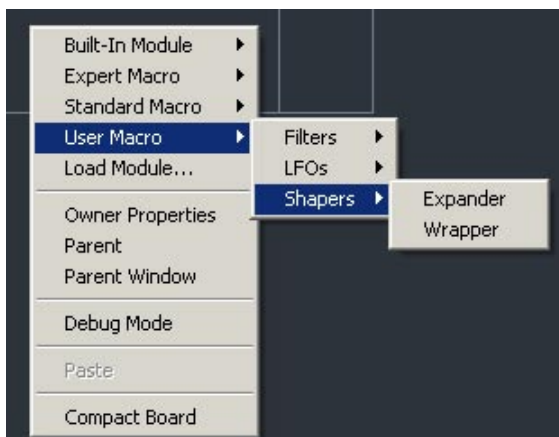 Built-In Module
Expert Macro
Standard Macro
User Macro
Load Module...
Owner Properties
Parent
Parent Window
Debug Mode
Paste
Compact Board
Filters
LFOs
Shapers
Expander
Wrapper